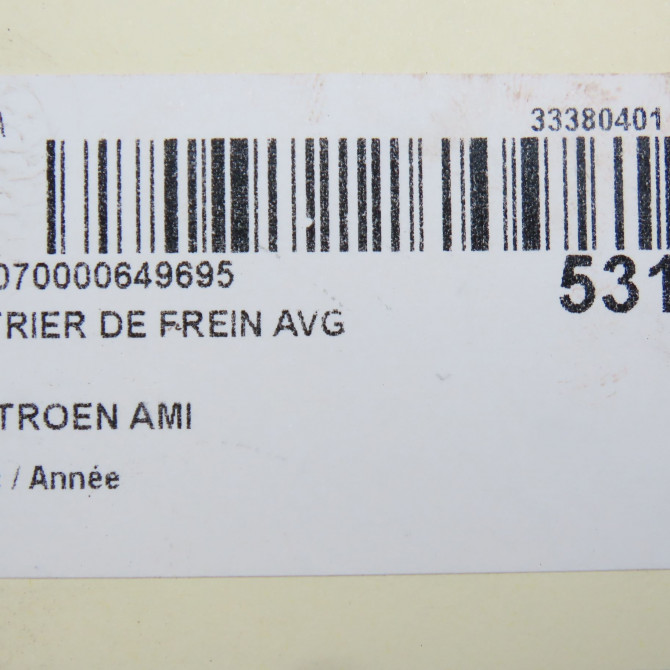 33380401
070000649695
531
TRIER DE FREIN AVG
TROEN AMI
/ Année